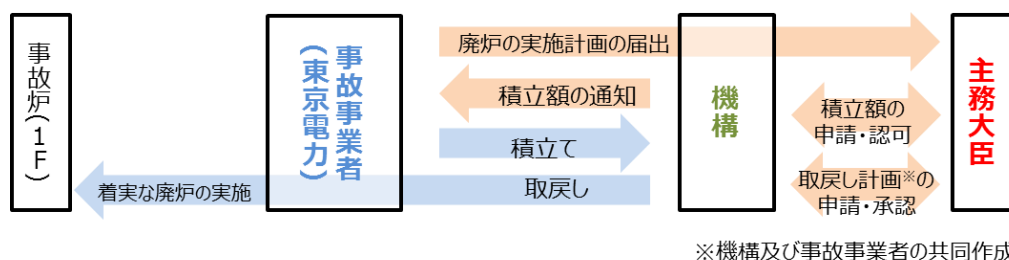 事故炉(1F)
事故事業者
(東京電力)
廃炉の実施計画の届出
積立額の通知
積立て
取戻し
着実な廃炉の実施
機構
積立額の
申請・認可
取戻し計画※の
申請・承認
主務大臣
※機構及び事故事業者の共同作成